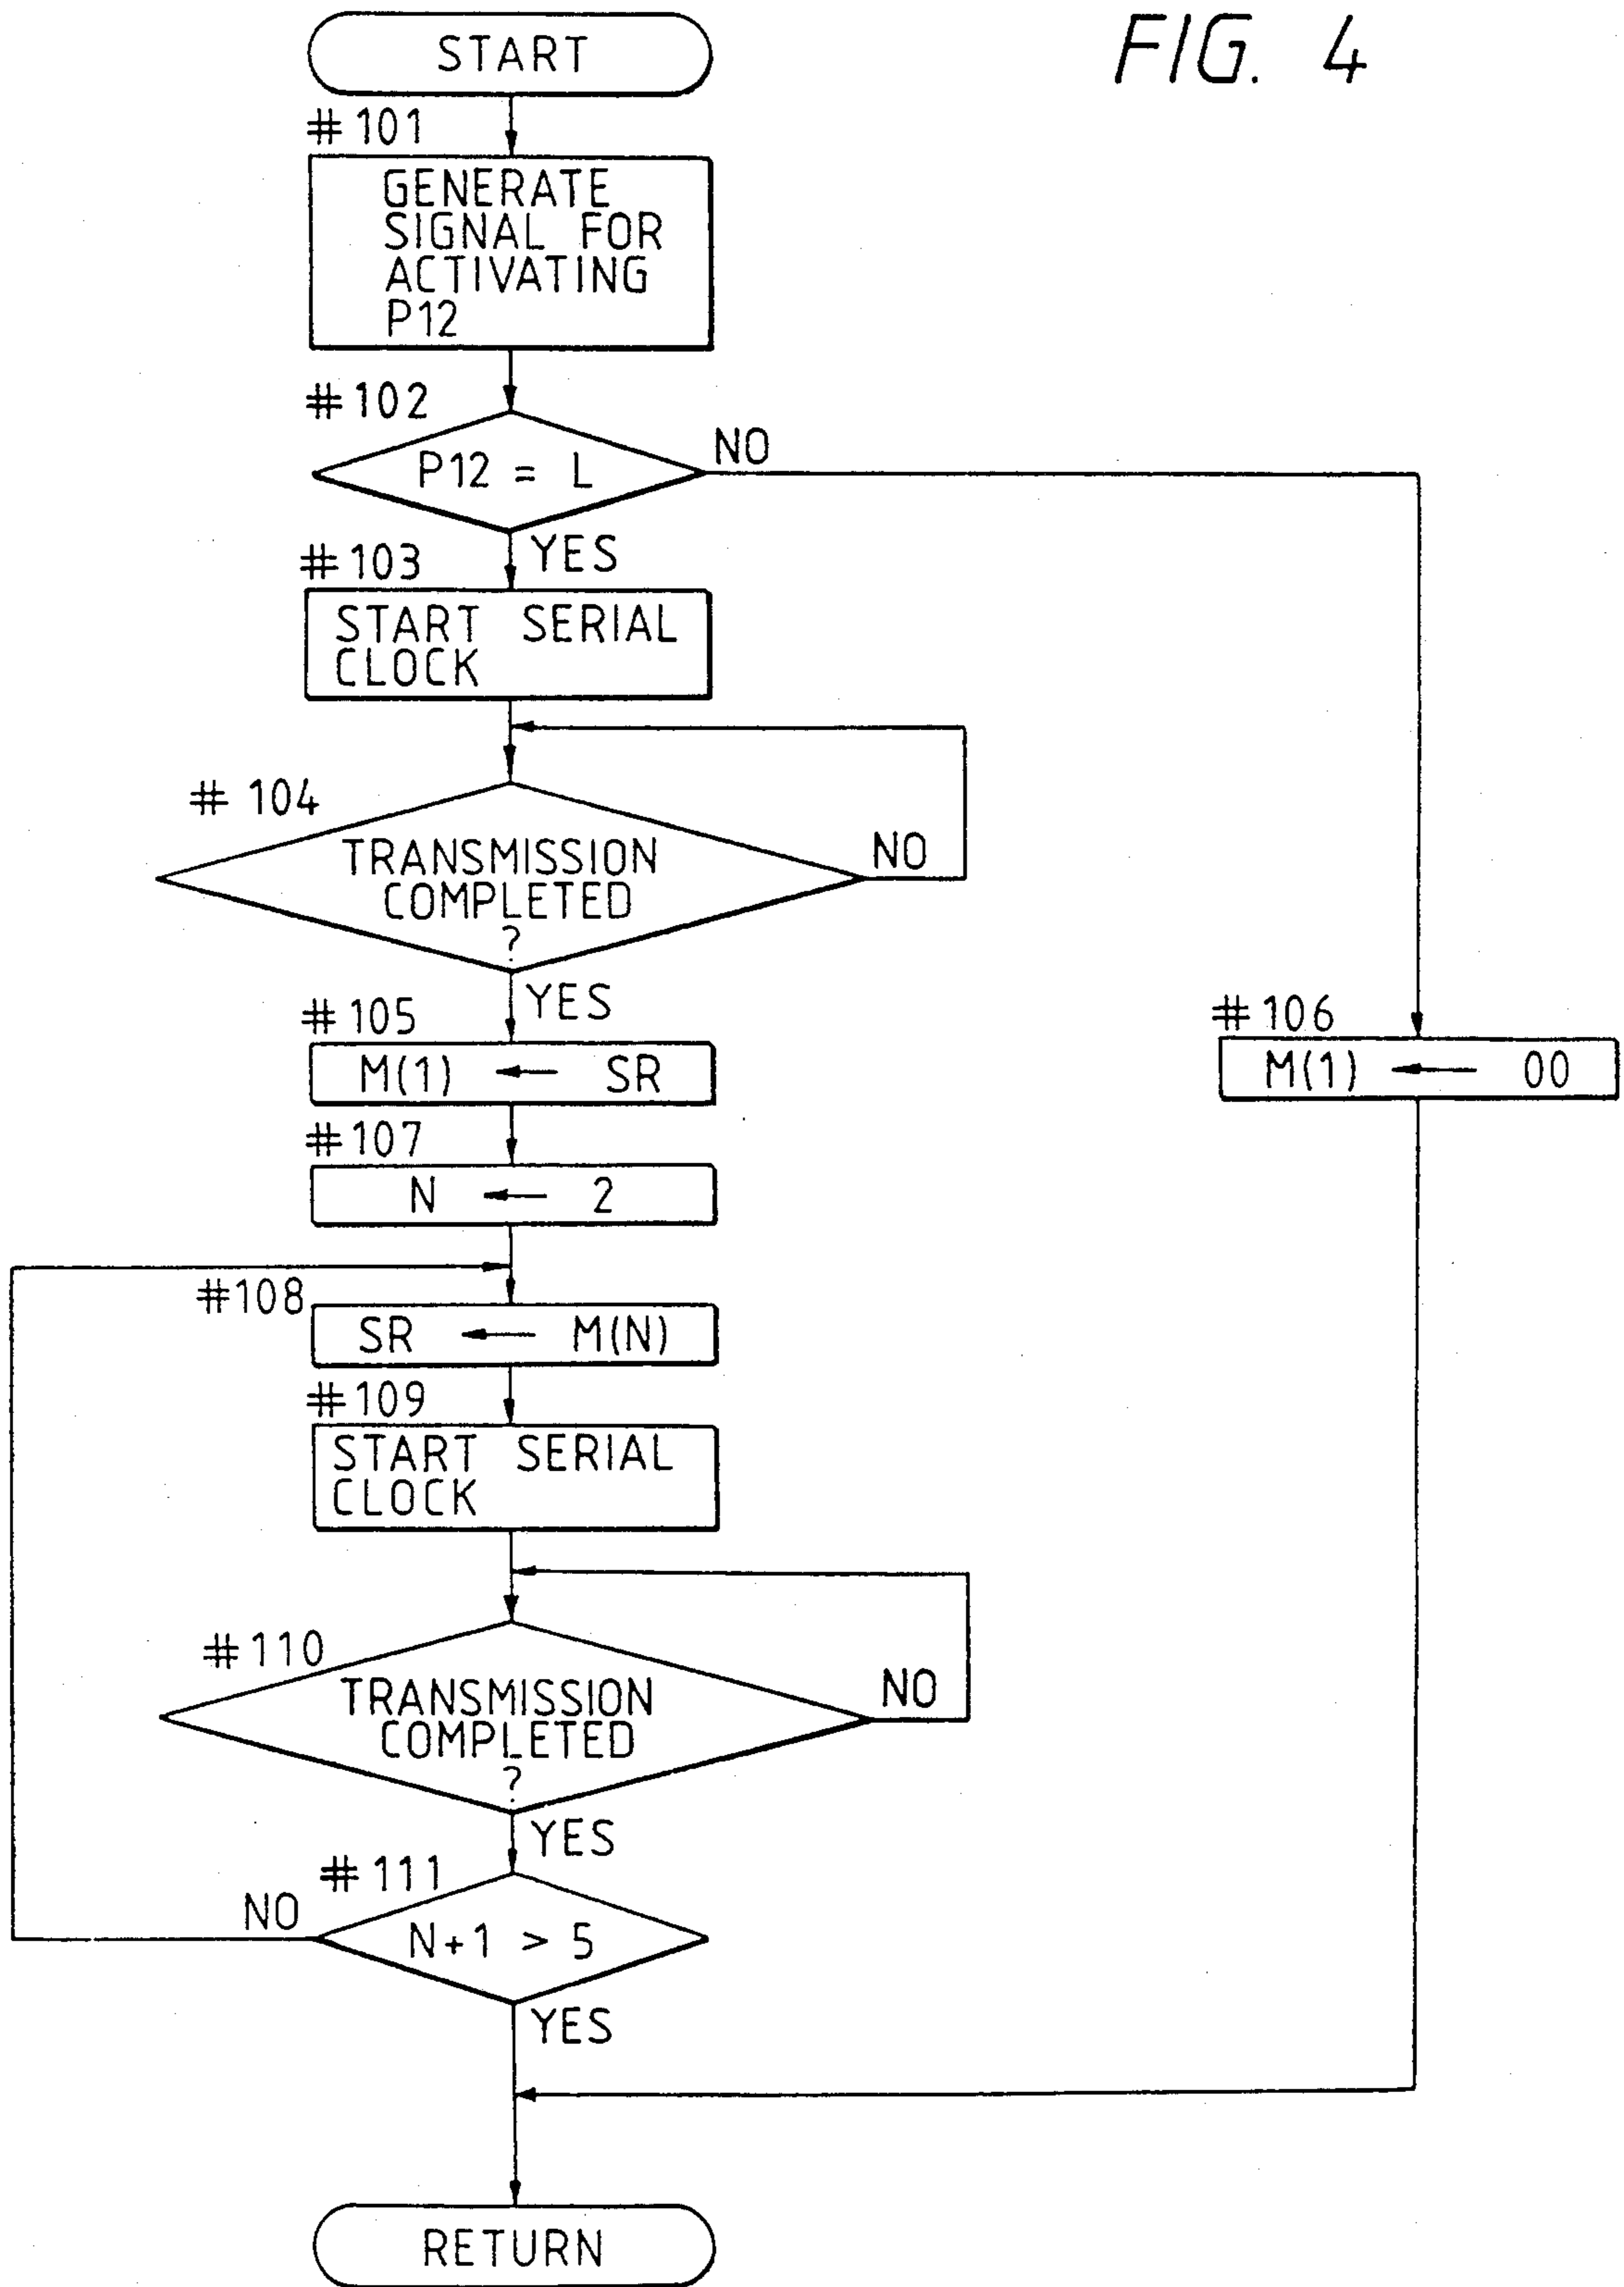 FIG. 4
START
#101
GENERATE
SIGNAL FOR
ACTIVATING
P12
#102
P12 = L
NO
YES
#103
START SERIAL
CLOCK
#104
TRANSMISSION
COMPLETED
?
NO
YES
#105
M(1) ← SR
#106
M(1) ← 00
#107
N ← 2
#108
SR ← M(N)
#109
START SERIAL
CLOCK
#110
TRANSMISSION
COMPLETED
?
NO
YES
#111
N+1 > 5
NO
YES
RETURN